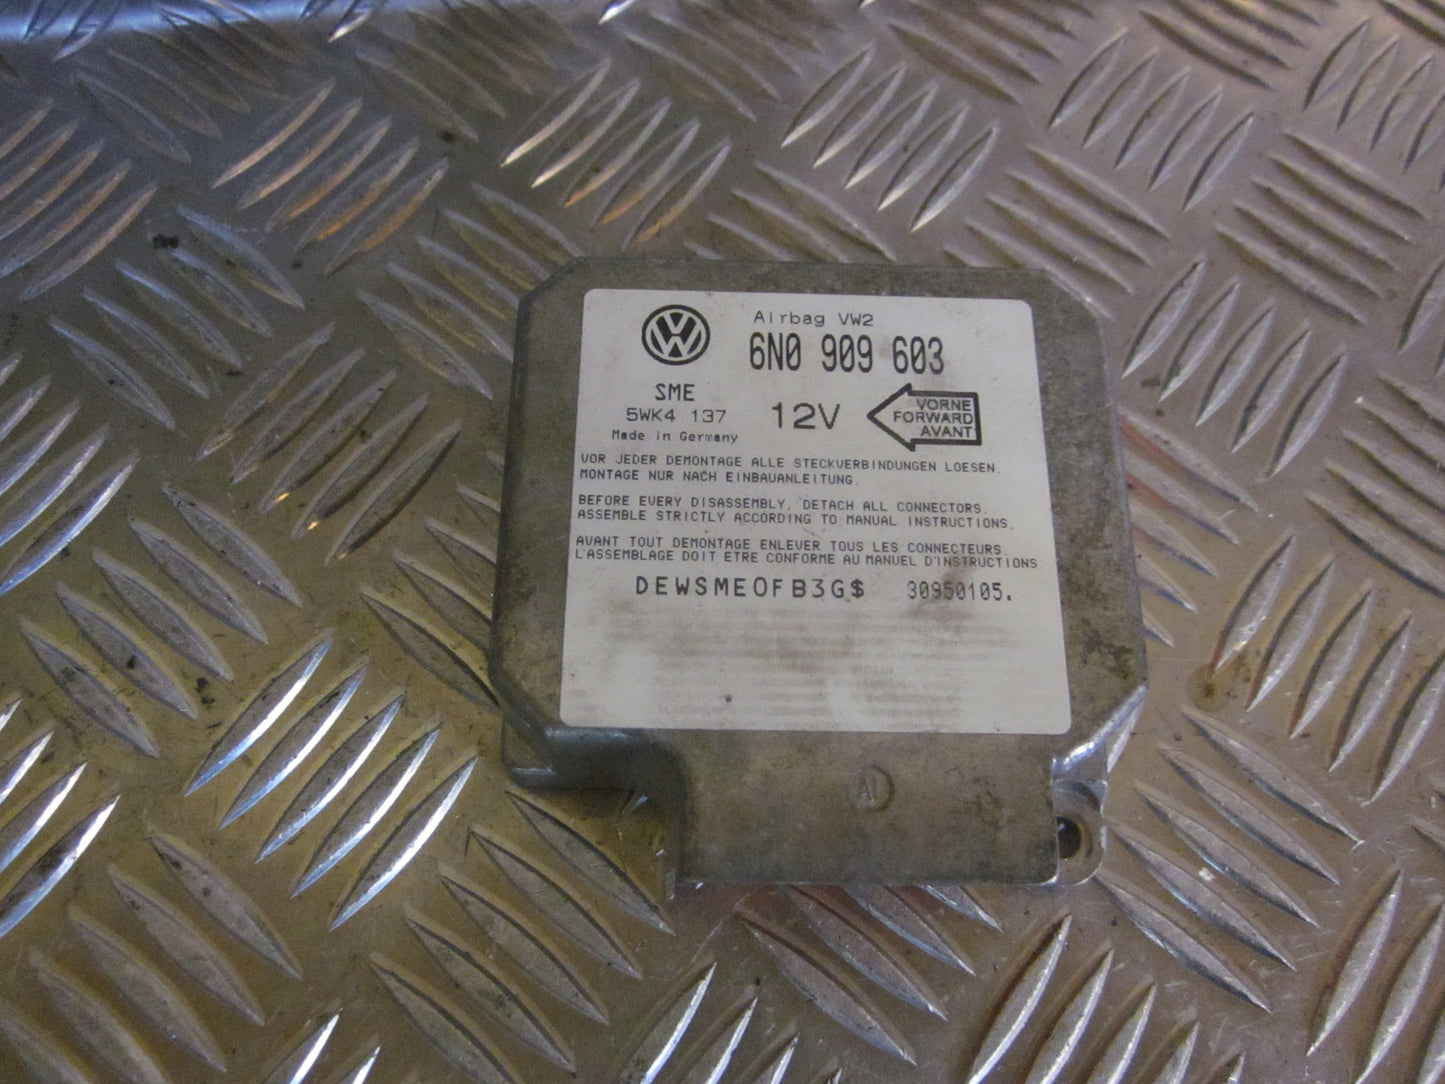 Airbag VW2
6N0 909 603
SME
5WK4 137
Made in Germany
12V
VORNE
FORWARD
AVANT
VOR JEDER DEMONTAGE ALLE STECKVERBINDUNGEN LOESEN.
MONTAGE NUR NACH EINBAUANLEITUNG.
BEFORE EVERY DISASSEMBLY, DETACH ALL CONNECTORS.
ASSEMBLE STRICTLY ACCORDING TO MANUAL INSTRUCTIONS.
AVANT TOUT DEMONTAGE ENLEVER TOUS LES CONNECTEURS.
L'ASSEMBLAGE DOIT ETRE CONFORME AU MANUEL D'INSTRUCTIONS
DEWSMEOFB3G$ 30950105.